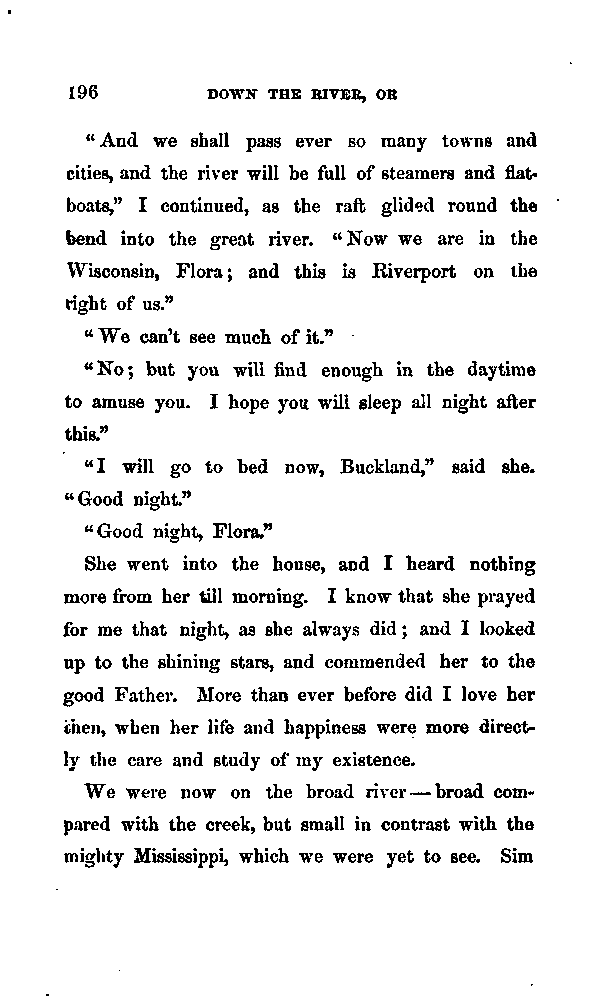 196 DOWN THE RIVER, OR
“And we shall pass ever so many towns and
cities, and the river will be full of steamers and flat-
boats,” I continued, as the raft glided round the
bend into the great river. “Now we are in the
Wisconsin, Flora; and this is Riverport on the
right of us.”
“We can’t see much of it.”
“No; but you will find enough in the daytime
to amuse you. I hope you will sleep all night after
this.”
“I will go to bed now, Buckland,” said she.
“Good night.”
“Good night, Flora.”
She went into the house, and I heard nothing
more from her till morning. I know that she prayed
for me that night, as she always did; and I looked
up to the shining stars, and commended her to the
good Father. More than ever before did I love her
then, when her life and happiness were more direct-
ly the care and study of my existence.
We were now on the broad river — broad com-
pared with the creek, but small in contrast with the
mighty Mississippi, which we were yet to see. Sim